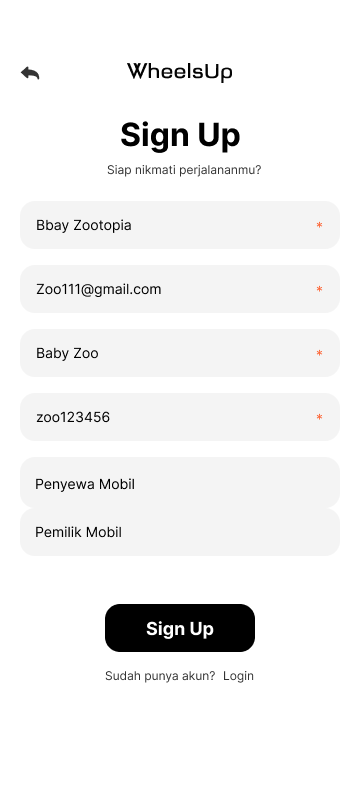 WheelsUp
Sign Up
Siap nikmati perjalananmu?
Bbay Zootopia *
Zoo111@gmail.com *
Baby Zoo *
zoo123456 *
Penyewa Mobil
Pemilik Mobil
Sign Up
Sudah punya akun? Login